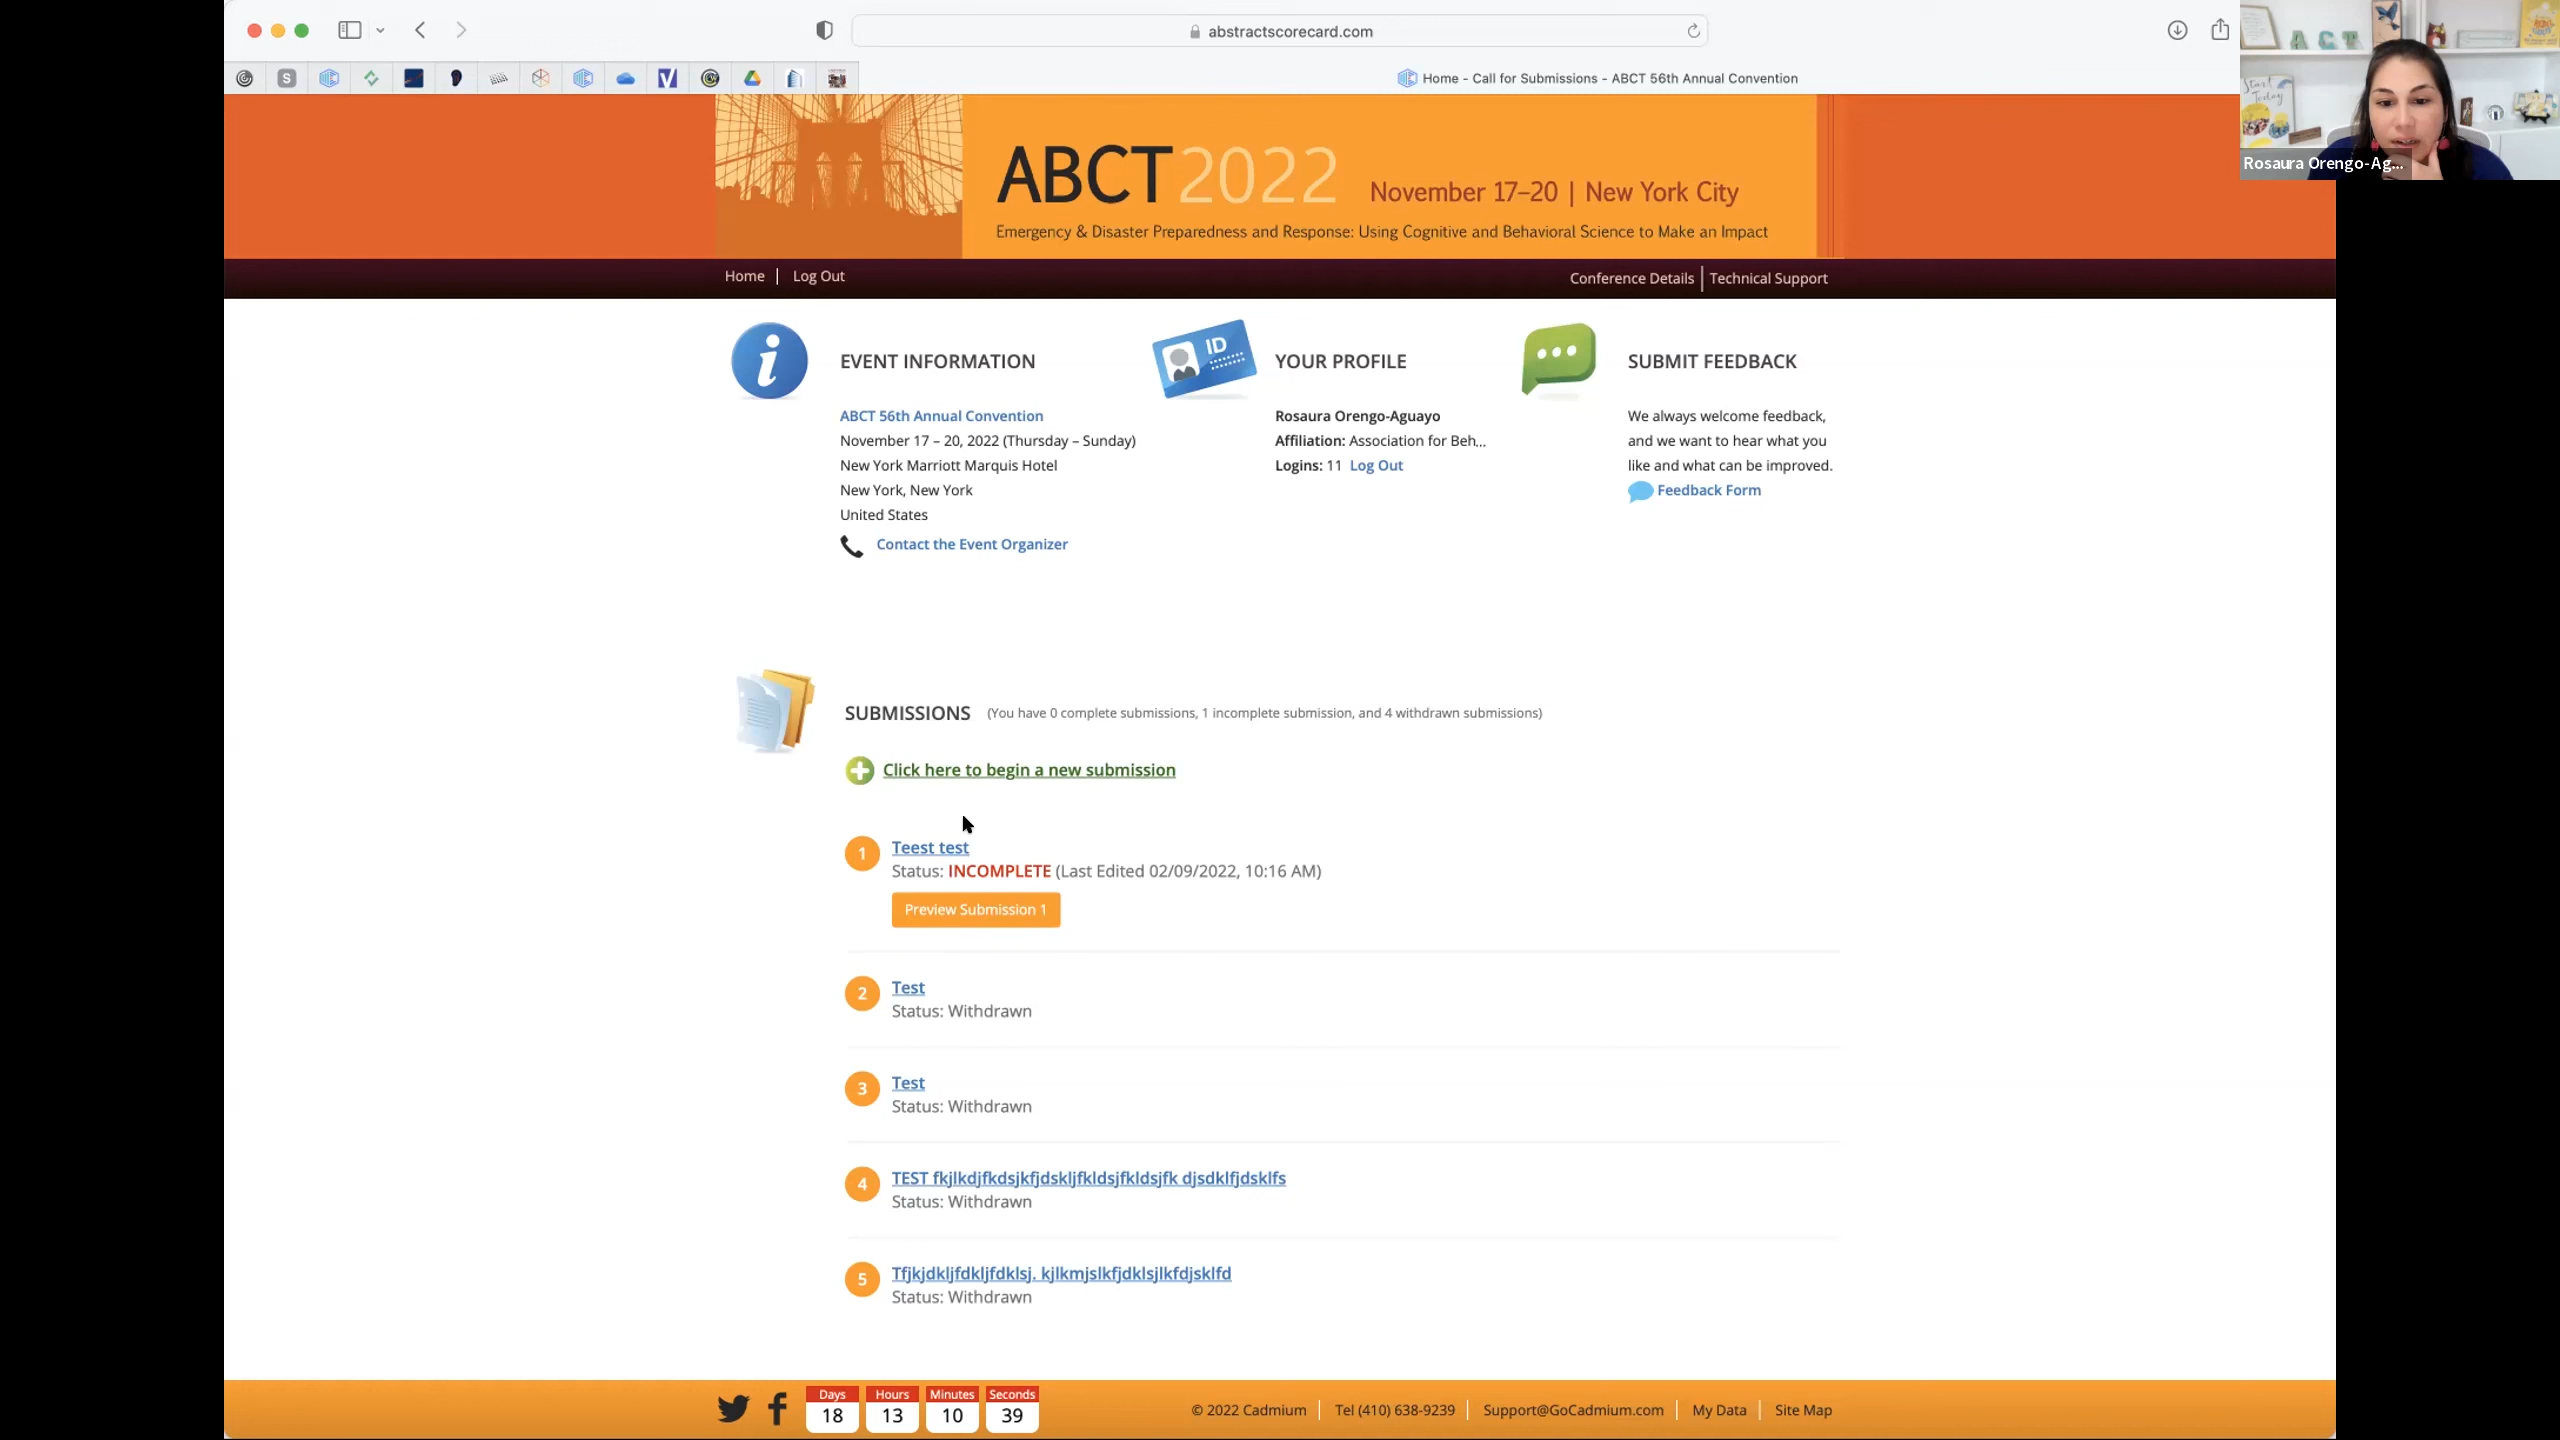 abstractscorecard.com
S
Home - Call for Submissions - ABCT 56th Annual Convention
ACT
Start Today
Rosaura Orengo-Ag...
ABCT2022
November 17–20 | New York City
Emergency & Disaster Preparedness and Response: Using Cognitive and Behavioral Science to Make an Impact
Home | Log Out
Conference Details | Technical Support
EVENT INFORMATION
ABCT 56th Annual Convention
November 17 – 20, 2022 (Thursday – Sunday)
New York Marriott Marquis Hotel
New York, New York
United States
Contact the Event Organizer
ID
YOUR PROFILE
Rosaura Orengo-Aguayo
Affiliation: Association for Beh...
Logins: 11 Log Out
SUBMIT FEEDBACK
We always welcome feedback,
and we want to hear what you
like and what can be improved.
Feedback Form
SUBMISSIONS (You have 0 complete submissions, 1 incomplete submission, and 4 withdrawn submissions)
Click here to begin a new submission
1 Teest test
Status: INCOMPLETE (Last Edited 02/09/2022, 10:16 AM)
Preview Submission 1
2 Test
Status: Withdrawn
3 Test
Status: Withdrawn
4 TEST fkjlkdjfkdsjkfjdskljfkldsjfkldsjfk djsdklfjdsklfs
Status: Withdrawn
5 Tfjkjdkljfdkljfdklsj. kjlkmjslkfjdklsjlkfdjsklfd
Status: Withdrawn
Days Hours Minutes Seconds
18 13 10 39
© 2022 Cadmium | Tel (410) 638-9239 | Support@GoCadmium.com | My Data | Site Map